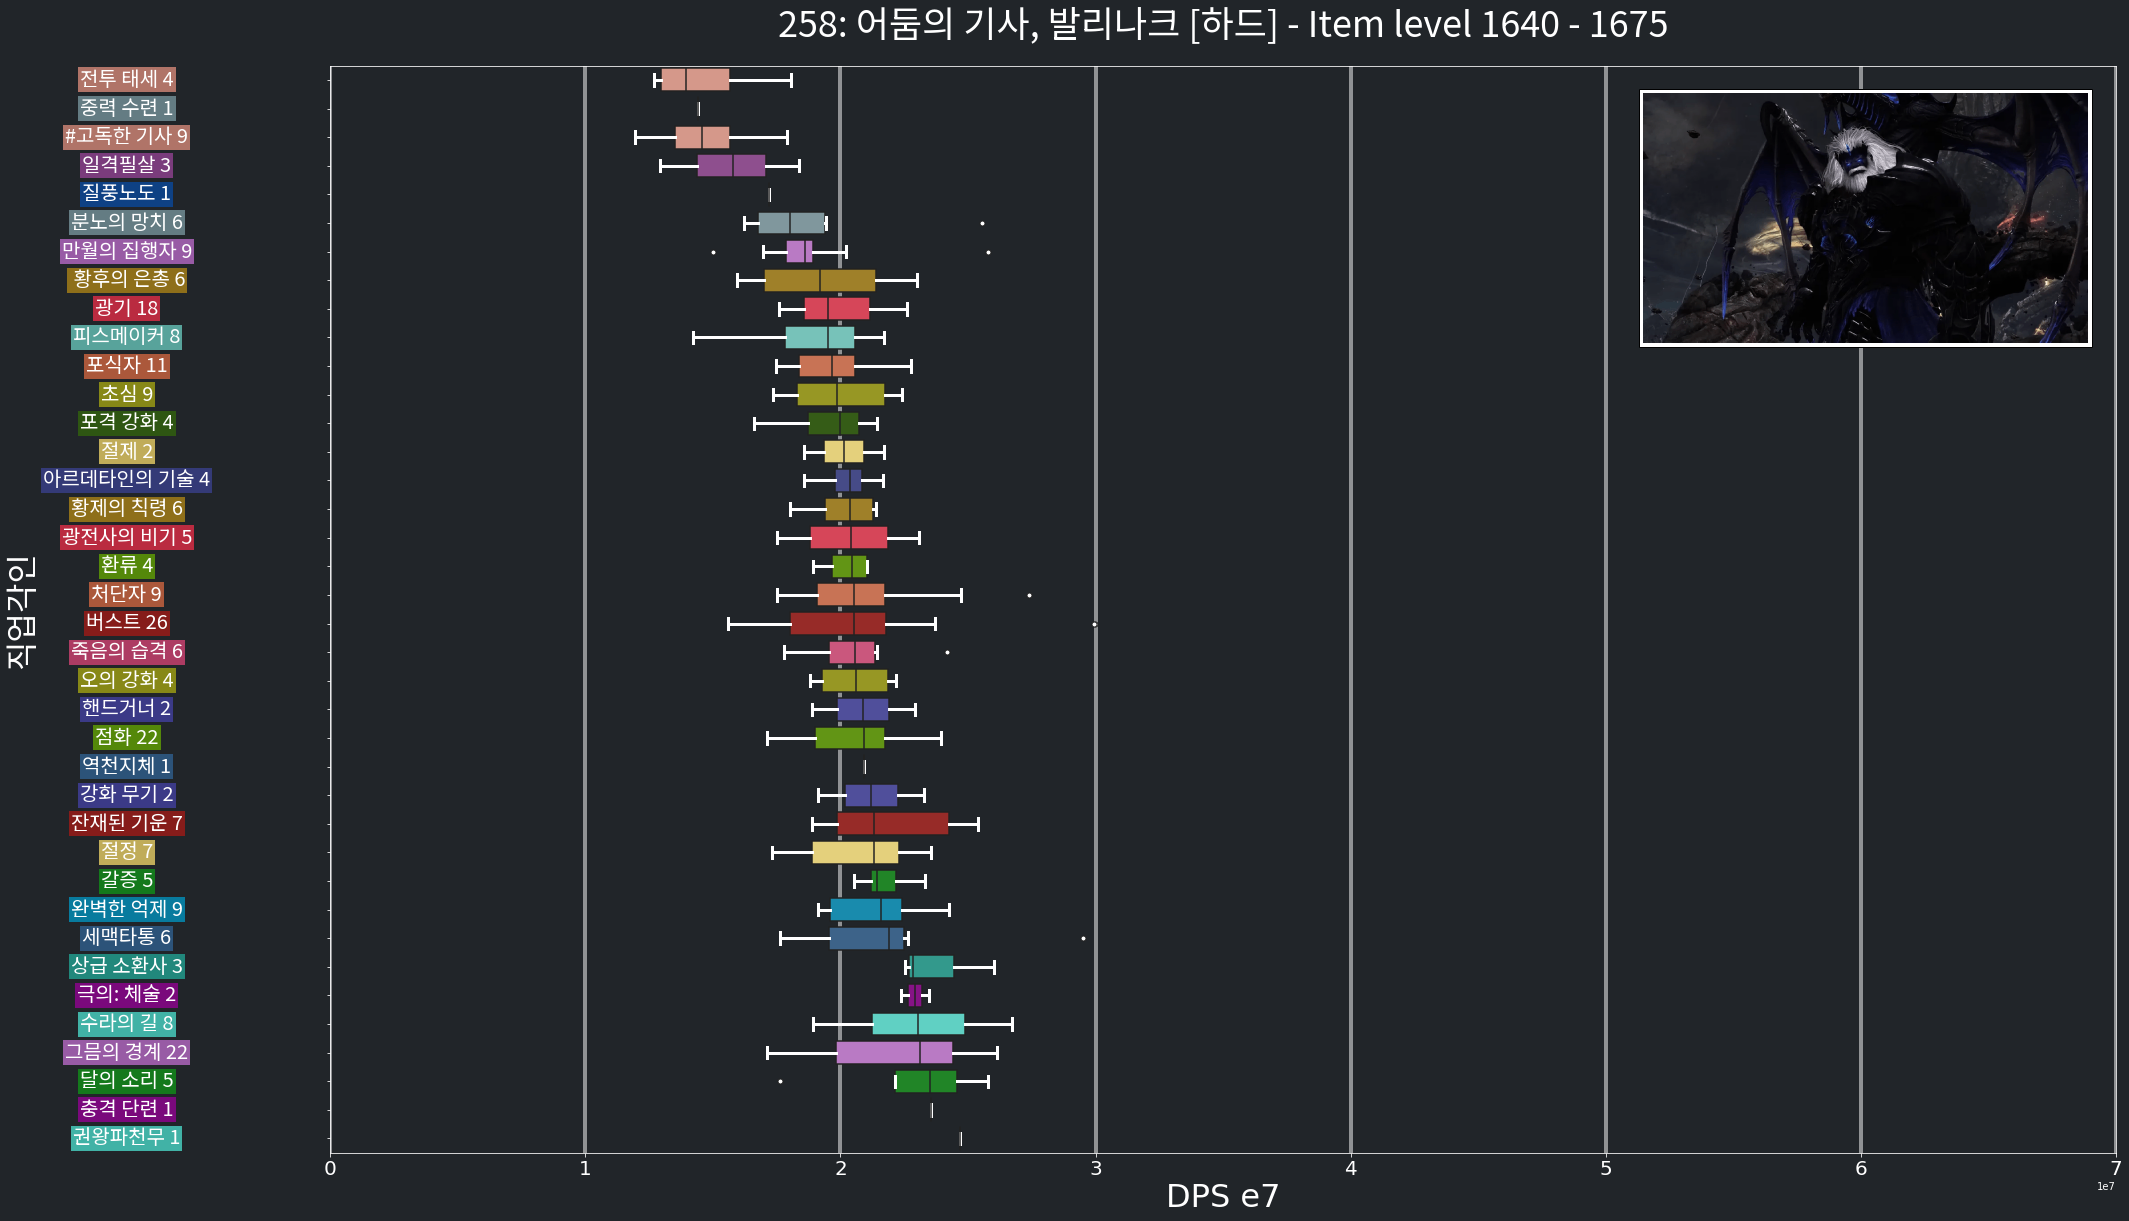 258: 어둠의 기사, 발리나크 [하드] - Item level 1640 - 1675
직업각인
전투 태세 4
중력 수련 1
#고독한 기사 9
일격필살 3
질풍노도 1
분노의 망치 6
만월의 집행자 9
황후의 은총 6
광기 18
피스메이커 8
포식자 11
초심 9
포격 강화 4
절제 2
아르데타인의 기술 4
황제의 칙령 6
광전사의 비기 5
환류 4
처단자 9
버스트 26
죽음의 습격 6
오의 강화 4
핸드거너 2
점화 22
역천지체 1
강화 무기 2
잔재된 기운 7
절정 7
갈증 5
완벽한 억제 9
세맥타통 6
상급 소환사 3
극의: 체술 2
수라의 길 8
그믐의 경계 22
달의 소리 5
충격 단련 1
권왕파천무 1
0 1 2 3 4 5 6 7
1e7
DPS e7